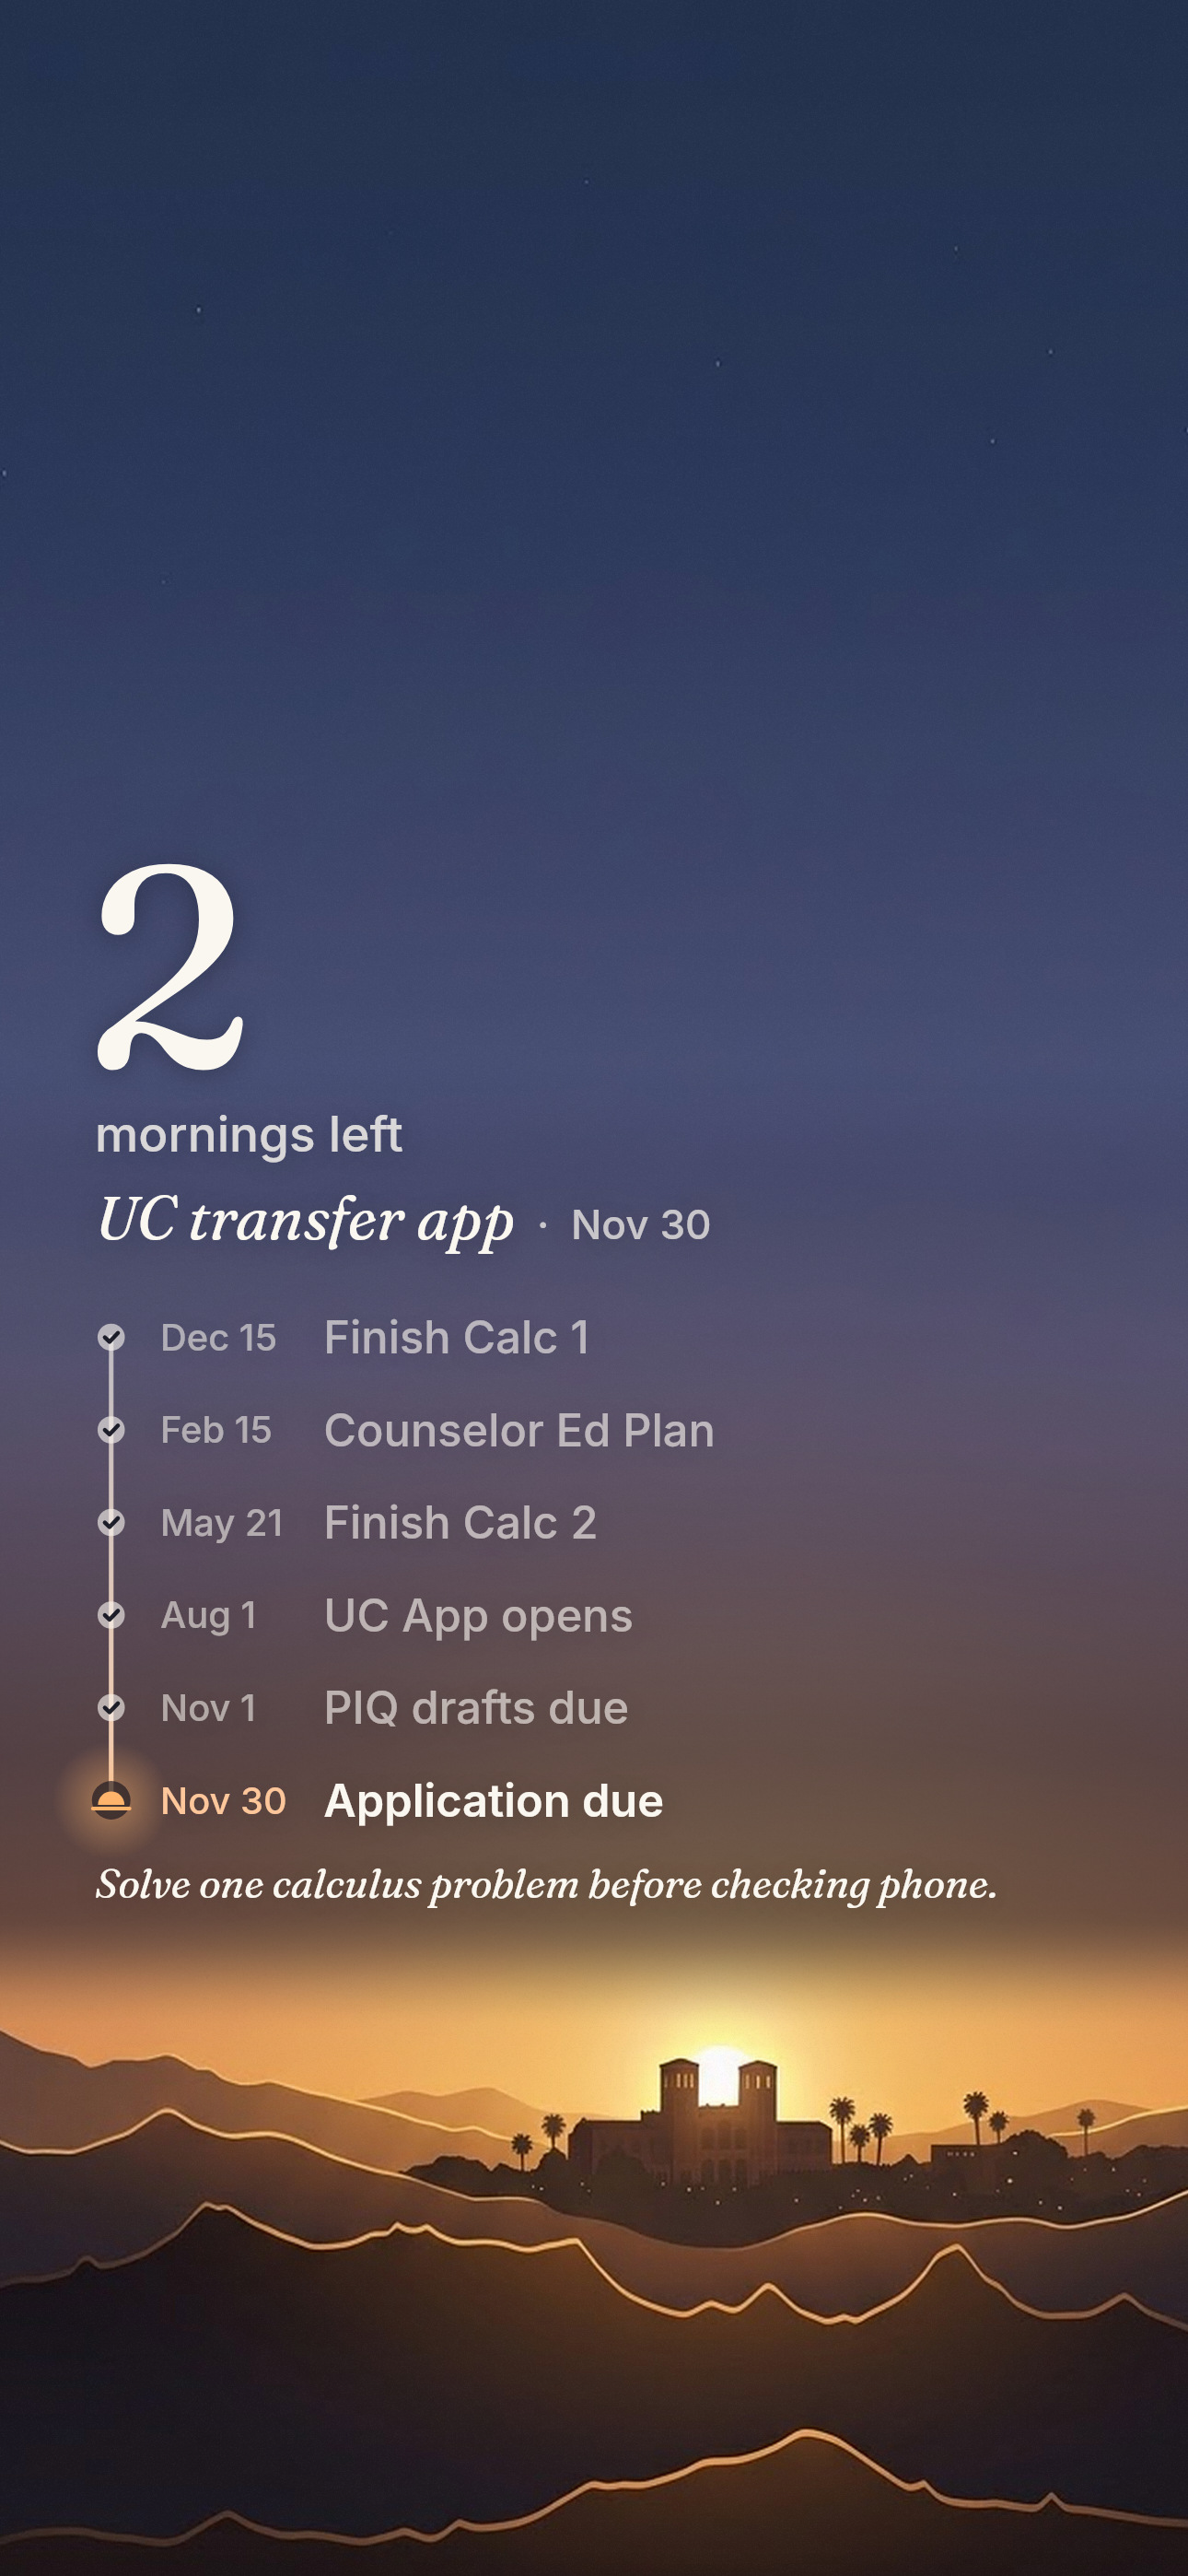 2
mornings left
UC transfer app · Nov 30
Dec 15 Finish Calc 1
Feb 15 Counselor Ed Plan
May 21 Finish Calc 2
Aug 1 UC App opens
Nov 1 PIQ drafts due
Nov 30 Application due
Solve one calculus problem before checking phone.